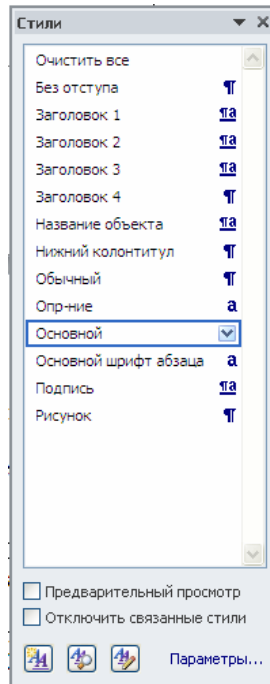 Стили
Очистить все
Без отступа ¶
Заголовок 1 ¶a
Заголовок 2 ¶a
Заголовок 3 ¶a
Заголовок 4 ¶
Название объекта ¶a
Нижний колонтитул ¶
Обычный ¶
Опр-ние a
Основной
Основной шрифт абзаца a
Подпись ¶a
Рисунок ¶
Предварительный просмотр
Отключить связанные стили
Параметры...